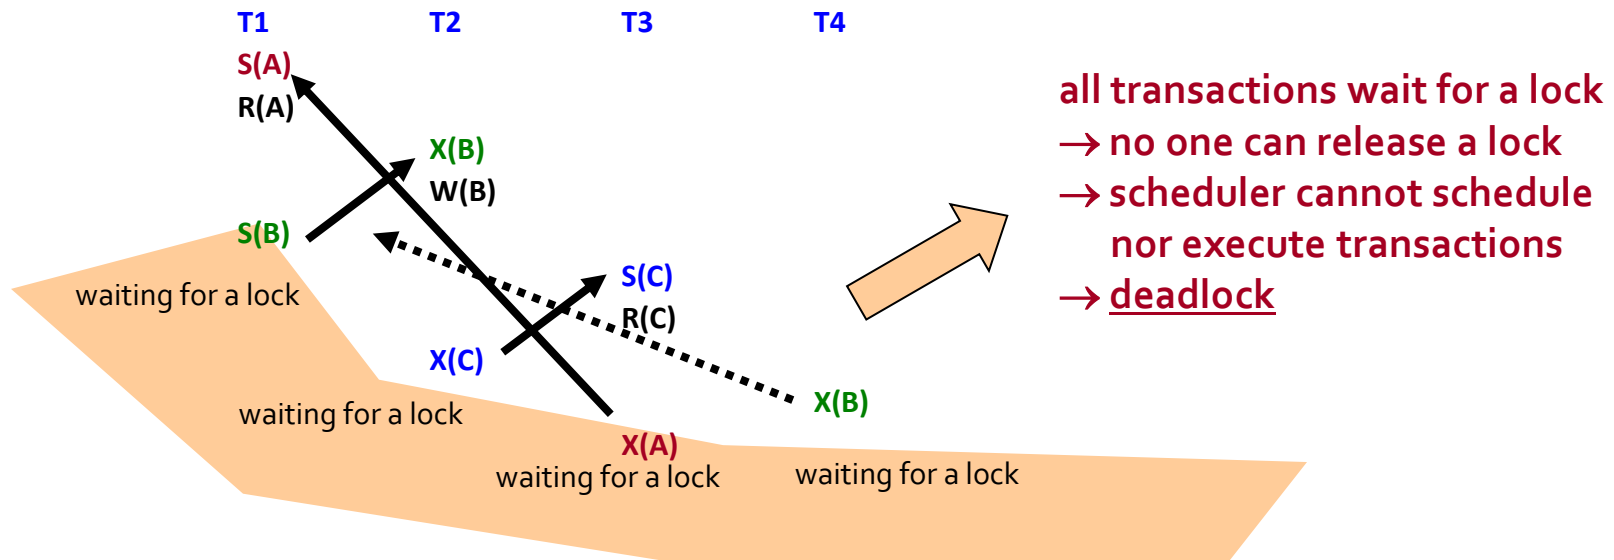 T1 T2 T3 T4
S(A)
R(A)
X(B)
W(B)
S(B)
waiting for a lock
S(C)
R(C)
X(C)
X(B)
waiting for a lock
X(A)
waiting for a lock
waiting for a lock
all transactions wait for a lock
→ no one can release a lock
→ scheduler cannot schedule
nor execute transactions
→ deadlock